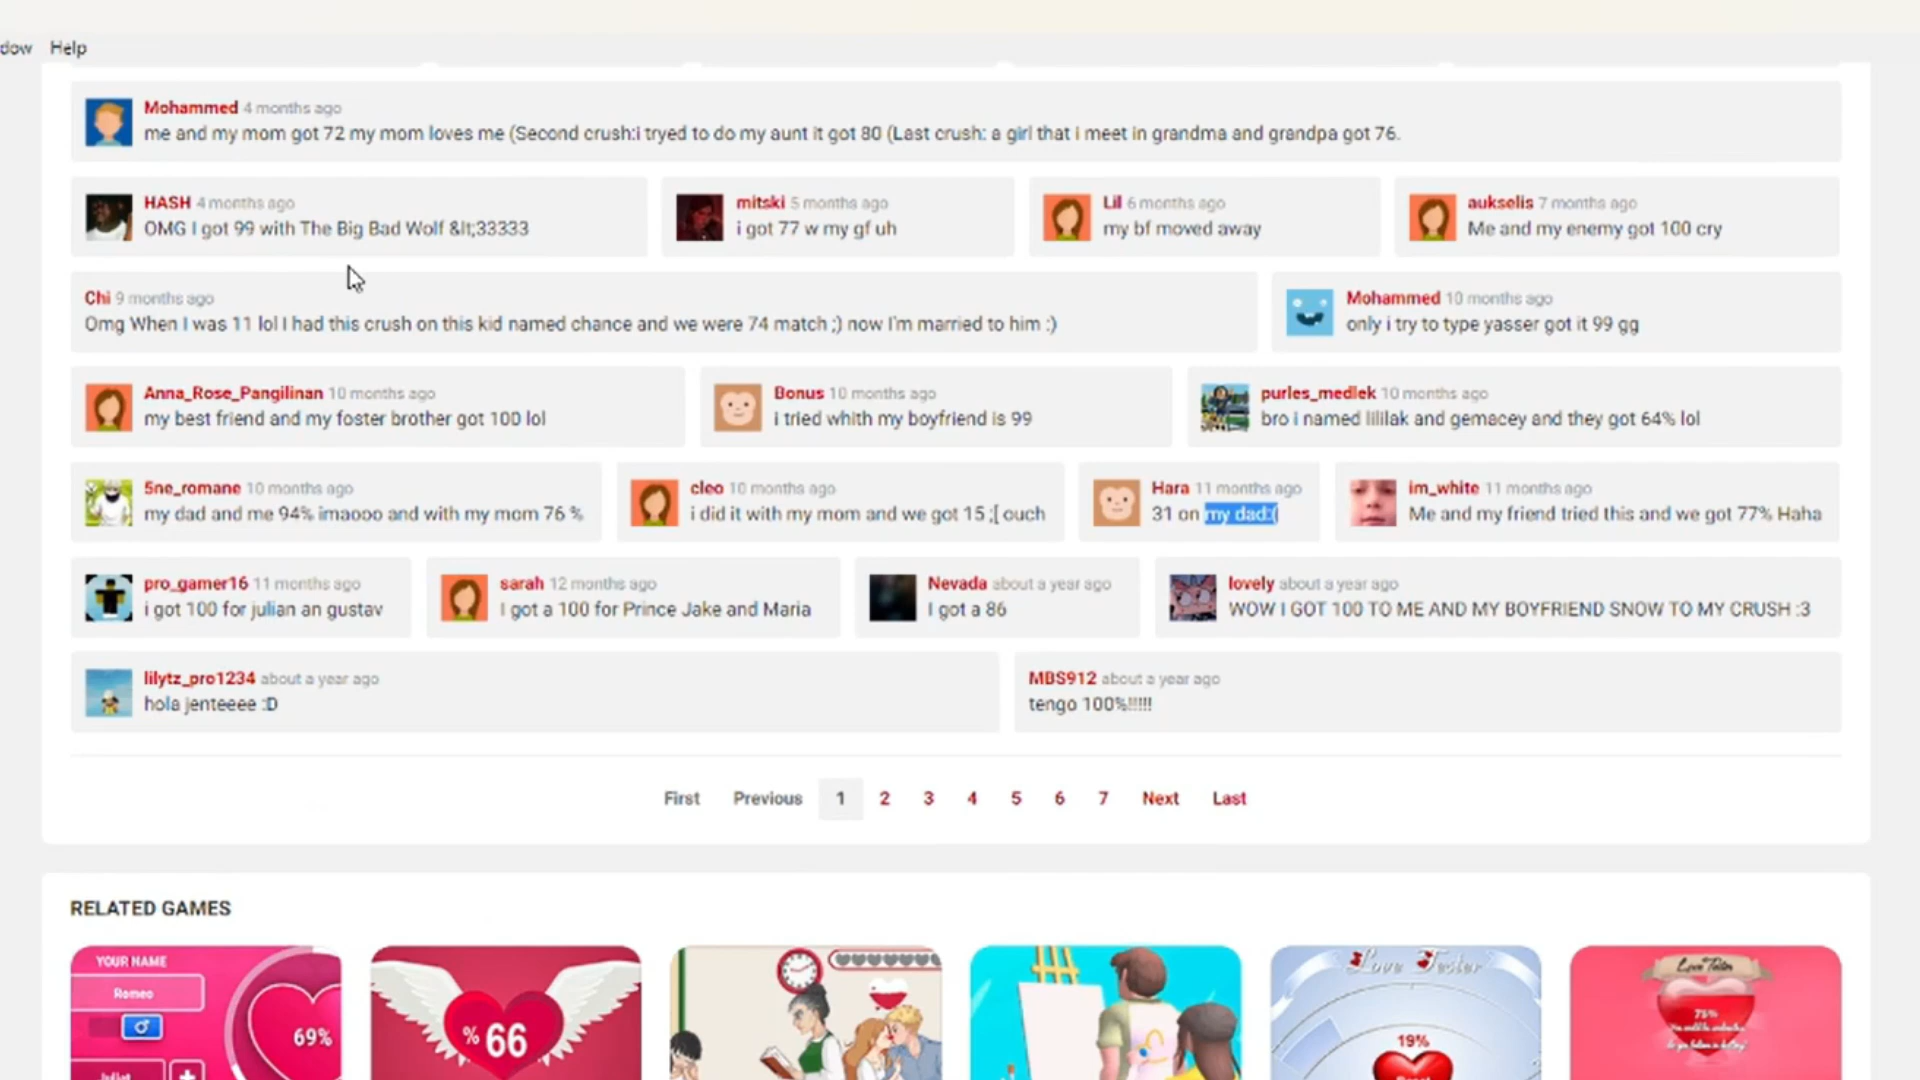 dow Help
Mohammed 4 months ago
me and my mom got 72 my mom loves me (Second crush:i tryed to do my aunt it got 80 (Last crush: a girl that i meet in grandma and grandpa got 76.
HASH 4 months ago
OMG I got 99 with The Big Bad Wolf &lt;33333
mitski 5 months ago
i got 77 w my gf uh
Lil 6 months ago
my bf moved away
aukselis 7 months ago
Me and my enemy got 100 cry
Chi 9 months ago
Omg When I was 11 lol I had this crush on this kid named chance and we were 74 match ;) now I'm married to him :)
Mohammed 10 months ago
only i try to type yasser got it 99 gg
Anna_Rose_Pangilinan 10 months ago
my best friend and my foster brother got 100 lol
Bonus 10 months ago
i tried whith my boyfriend is 99
purles_medlek 10 months ago
bro i named lililak and gemacey and they got 64% lol
5ne_romane 10 months ago
my dad and me 94% imaooo and with my mom 76 %
cleo 10 months ago
i did it with my mom and we got 15 ;[ ouch
Hara 11 months ago
31 on my dad:(
im_white 11 months ago
Me and my friend tried this and we got 77% Haha
pro_gamer16 11 months ago
i got 100 for julian an gustav
sarah 12 months ago
I got a 100 for Prince Jake and Maria
Nevada about a year ago
I got a 86
lovely about a year ago
WOW I GOT 100 TO ME AND MY BOYFRIEND SNOW TO MY CRUSH :3
lilytz_pro1234 about a year ago
hola jenteeee :D
MBS912 about a year ago
tengo 100%!!!!!
First Previous 1 2 3 4 5 6 7 Next Last
RELATED GAMES
YOUR NAME
Romeo
69%
Juliet
% 66
Love Tester
19%
Love Tester
75%